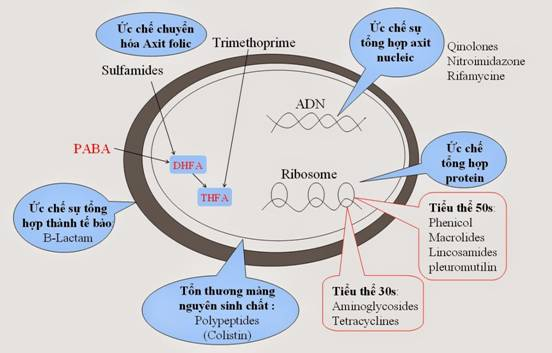 Ức chế chuyển
hóa Axit folic
Trimethoprime
Sulfamides
Ức chế sự
tổng hợp axit
nucleic
Qinolones
Nitroimidazone
Rifamycine
ADN
PABA
DHFA
THFA
Ribosome
Ức chế
tổng hợp
protein
Ức chế sự tổng
hợp thành tế bào
B-Lactam
Tiểu thể 50s:
Phenicol
Macrolides
Lincosamides
pleuromutilin
Tổn thương màng
nguyên sinh chất :
Polypeptides
(Colistin)
Tiểu thể 30s:
Aminoglycosides
Tetracyclines